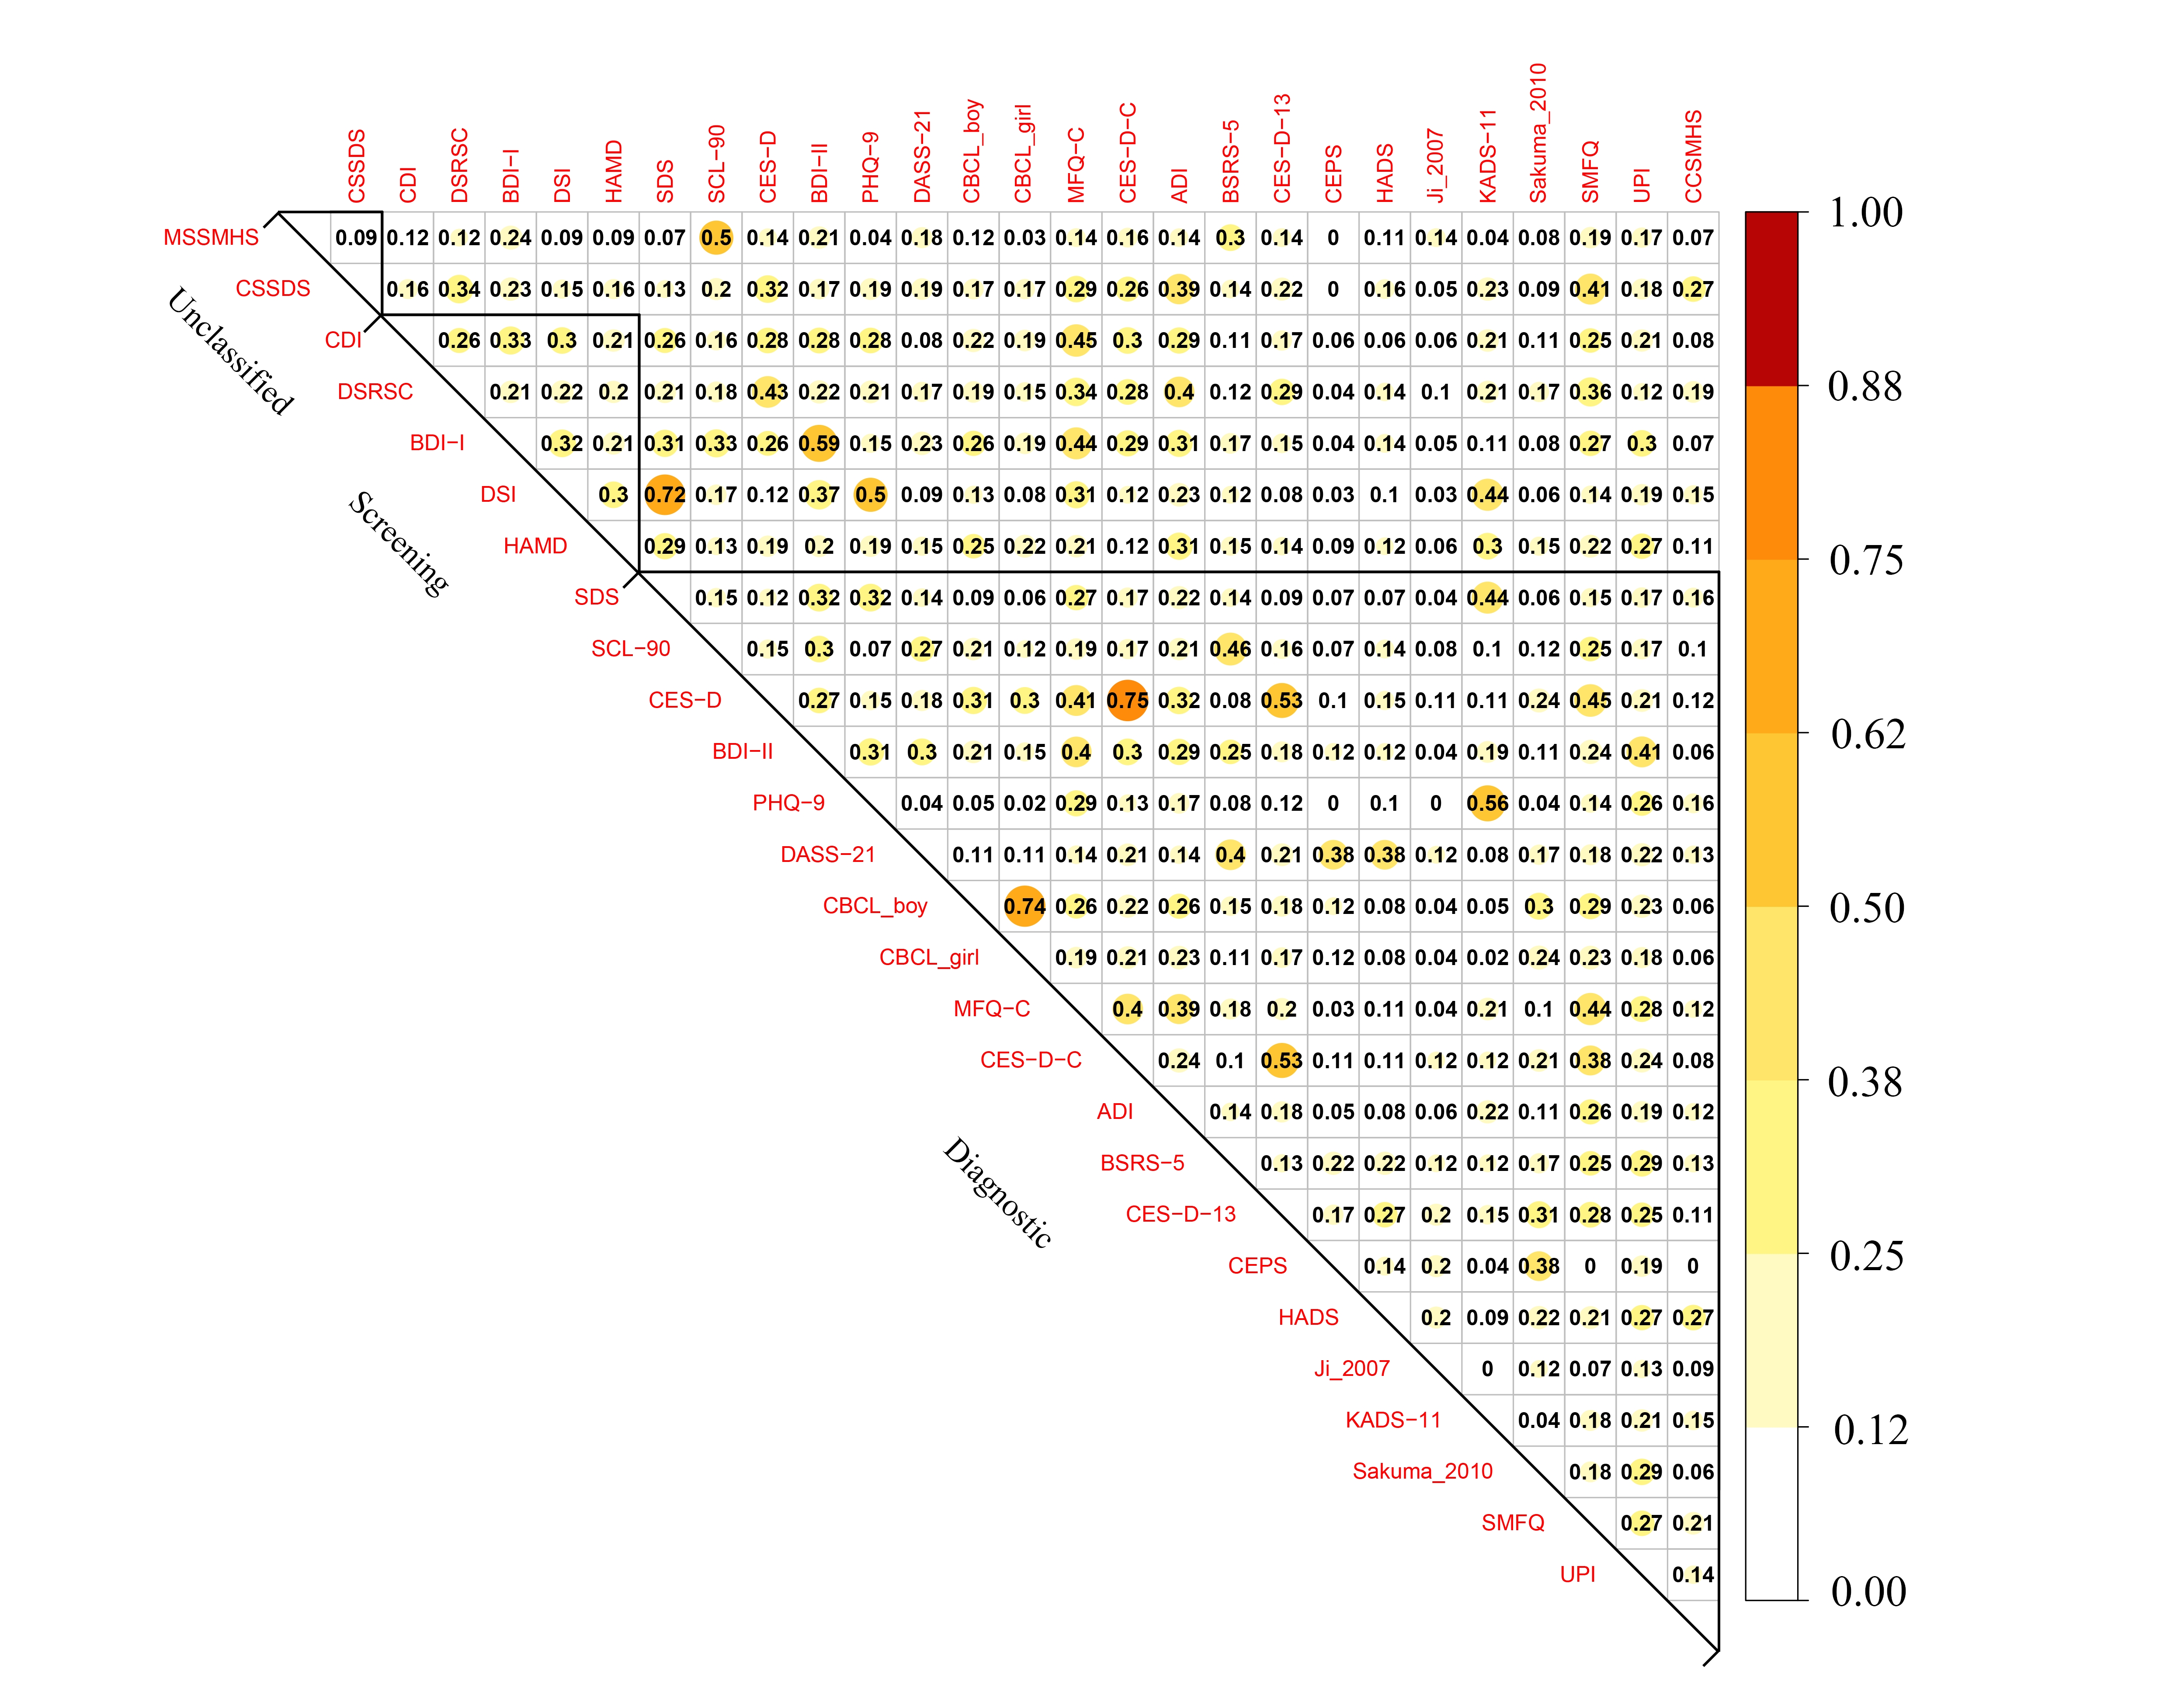 CSSDS CDI DSRSC BDI−I DSI HAMD SDS SCL−90 CES−D BDI−II PHQ−9 DASS−21 CBCL_boy CBCL_girl MFQ−C CES−D−C ADI BSRS−5 CES−D−13 CEPS HADS Ji_2007 KADS−11 Sakuma_2010 SMFQ UPI CCSMHS
MSSMHS 0.09 0.12 0.12 0.24 0.09 0.09 0.07 0.5 0.14 0.21 0.04 0.18 0.12 0.03 0.14 0.16 0.14 0.3 0.14 0 0.11 0.14 0.04 0.08 0.19 0.17 0.07
CSSDS 0.16 0.34 0.23 0.15 0.16 0.13 0.2 0.32 0.17 0.19 0.19 0.17 0.17 0.29 0.26 0.39 0.14 0.22 0 0.16 0.05 0.23 0.09 0.41 0.18 0.27
CDI 0.26 0.33 0.3 0.21 0.26 0.16 0.28 0.28 0.28 0.08 0.22 0.19 0.45 0.3 0.29 0.11 0.17 0.06 0.06 0.06 0.21 0.11 0.25 0.21 0.08
DSRSC 0.21 0.22 0.2 0.21 0.18 0.43 0.22 0.21 0.17 0.19 0.15 0.34 0.28 0.4 0.12 0.29 0.04 0.14 0.1 0.21 0.17 0.36 0.12 0.19
BDI−I 0.32 0.21 0.31 0.33 0.26 0.59 0.15 0.23 0.26 0.19 0.44 0.29 0.31 0.17 0.15 0.04 0.14 0.05 0.11 0.08 0.27 0.3 0.07
DSI 0.3 0.72 0.17 0.12 0.37 0.5 0.09 0.13 0.08 0.31 0.12 0.23 0.12 0.08 0.03 0.1 0.03 0.44 0.06 0.14 0.19 0.15
HAMD 0.29 0.13 0.19 0.2 0.19 0.15 0.25 0.22 0.21 0.12 0.31 0.15 0.14 0.09 0.12 0.06 0.3 0.15 0.22 0.27 0.11
SDS 0.15 0.12 0.32 0.32 0.14 0.09 0.06 0.27 0.17 0.22 0.14 0.09 0.07 0.07 0.04 0.44 0.06 0.15 0.17 0.16
SCL−90 0.15 0.3 0.07 0.27 0.21 0.12 0.19 0.17 0.21 0.46 0.16 0.07 0.14 0.08 0.1 0.12 0.25 0.17 0.1
CES−D 0.27 0.15 0.18 0.31 0.3 0.41 0.75 0.32 0.08 0.53 0.1 0.15 0.11 0.11 0.24 0.45 0.21 0.12
BDI−II 0.31 0.3 0.21 0.15 0.4 0.3 0.29 0.25 0.18 0.12 0.12 0.04 0.19 0.11 0.24 0.41 0.06
PHQ−9 0.04 0.05 0.02 0.29 0.13 0.17 0.08 0.12 0 0.1 0 0.56 0.04 0.14 0.26 0.16
DASS−21 0.11 0.11 0.14 0.21 0.14 0.4 0.21 0.38 0.38 0.12 0.08 0.17 0.18 0.22 0.13
CBCL_boy 0.74 0.26 0.22 0.26 0.15 0.18 0.12 0.08 0.04 0.05 0.3 0.29 0.23 0.06
CBCL_girl 0.19 0.21 0.23 0.11 0.17 0.12 0.08 0.04 0.02 0.24 0.23 0.18 0.06
MFQ−C 0.4 0.39 0.18 0.2 0.03 0.11 0.04 0.21 0.1 0.44 0.28 0.12
CES−D−C 0.24 0.1 0.53 0.11 0.11 0.12 0.12 0.21 0.38 0.24 0.08
ADI 0.14 0.18 0.05 0.08 0.06 0.22 0.11 0.26 0.19 0.12
BSRS−5 0.13 0.22 0.22 0.12 0.12 0.17 0.25 0.29 0.13
CES−D−13 0.17 0.27 0.2 0.15 0.31 0.28 0.25 0.11
CEPS 0.14 0.2 0.04 0.38 0 0.19 0
HADS 0.2 0.09 0.22 0.21 0.27 0.27
Ji_2007 0 0.12 0.07 0.13 0.09
KADS−11 0.04 0.18 0.21 0.15
Sakuma_2010 0.18 0.29 0.06
SMFQ 0.27 0.21
UPI 0.14
Unclassified
Screening
Diagnostic
1.00
0.88
0.75
0.62
0.50
0.38
0.25
0.12
0.00